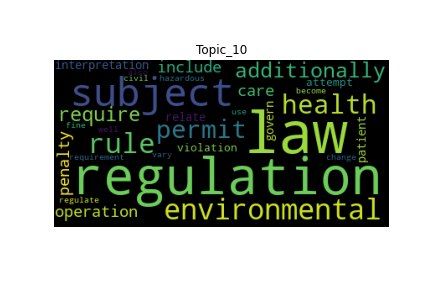 Topic_10
interpretation include additionally
also
civil hazardous attempt
subject care become
require relate use govern health
fine well rule permit law patient
penalty requirement violation vary change
regulation
regulate
operation environmental